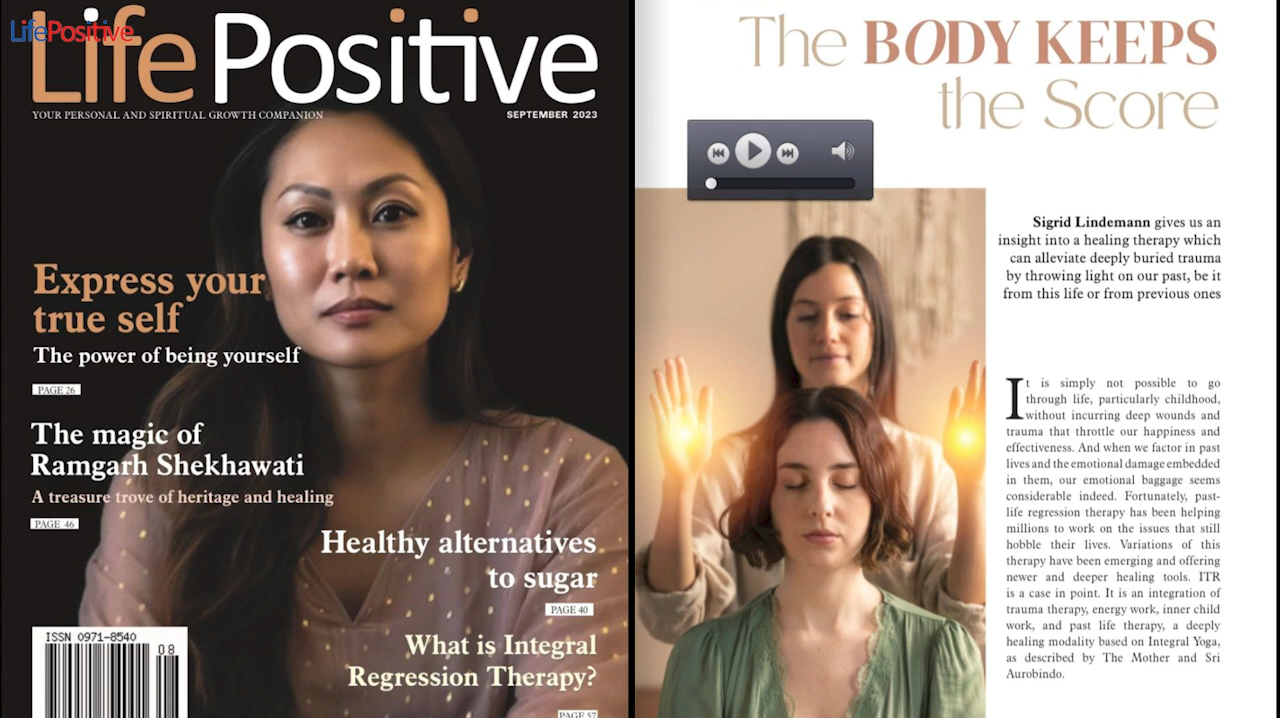 LifePositive
Life Positive
YOUR PERSONAL AND SPIRITUAL GROWTH COMPANION
SEPTEMBER 2023
Express your
true self
The power of being yourself
PAGE 26
The magic of
Ramgarh Shekhawati
A treasure trove of heritage and healing
PAGE 46
Healthy alternatives
to sugar
PAGE 40
What is Integral
Regression Therapy?
PAGE 57
ISSN 0971-8540
08
The BODY KEEPS
the Score
Sigrid Lindemann gives us an
insight into a healing therapy which
can alleviate deeply buried trauma
by throwing light on our past, be it
from this life or from previous ones
It is simply not possible to go
through life, particularly childhood,
without incurring deep wounds and
trauma that throttle our happiness and
effectiveness. And when we factor in past
lives and the emotional damage embedded
in them, our emotional baggage seems
considerable indeed. Fortunately, past-
life regression therapy has been helping
millions to work on the issues that still
hobble their lives. Variations of this
therapy have been emerging and offering
newer and deeper healing tools. ITR
is a case in point. It is an integration of
trauma therapy, energy work, inner child
work, and past life therapy, a deeply
healing modality based on Integral Yoga,
as described by The Mother and Sri
Aurobindo.